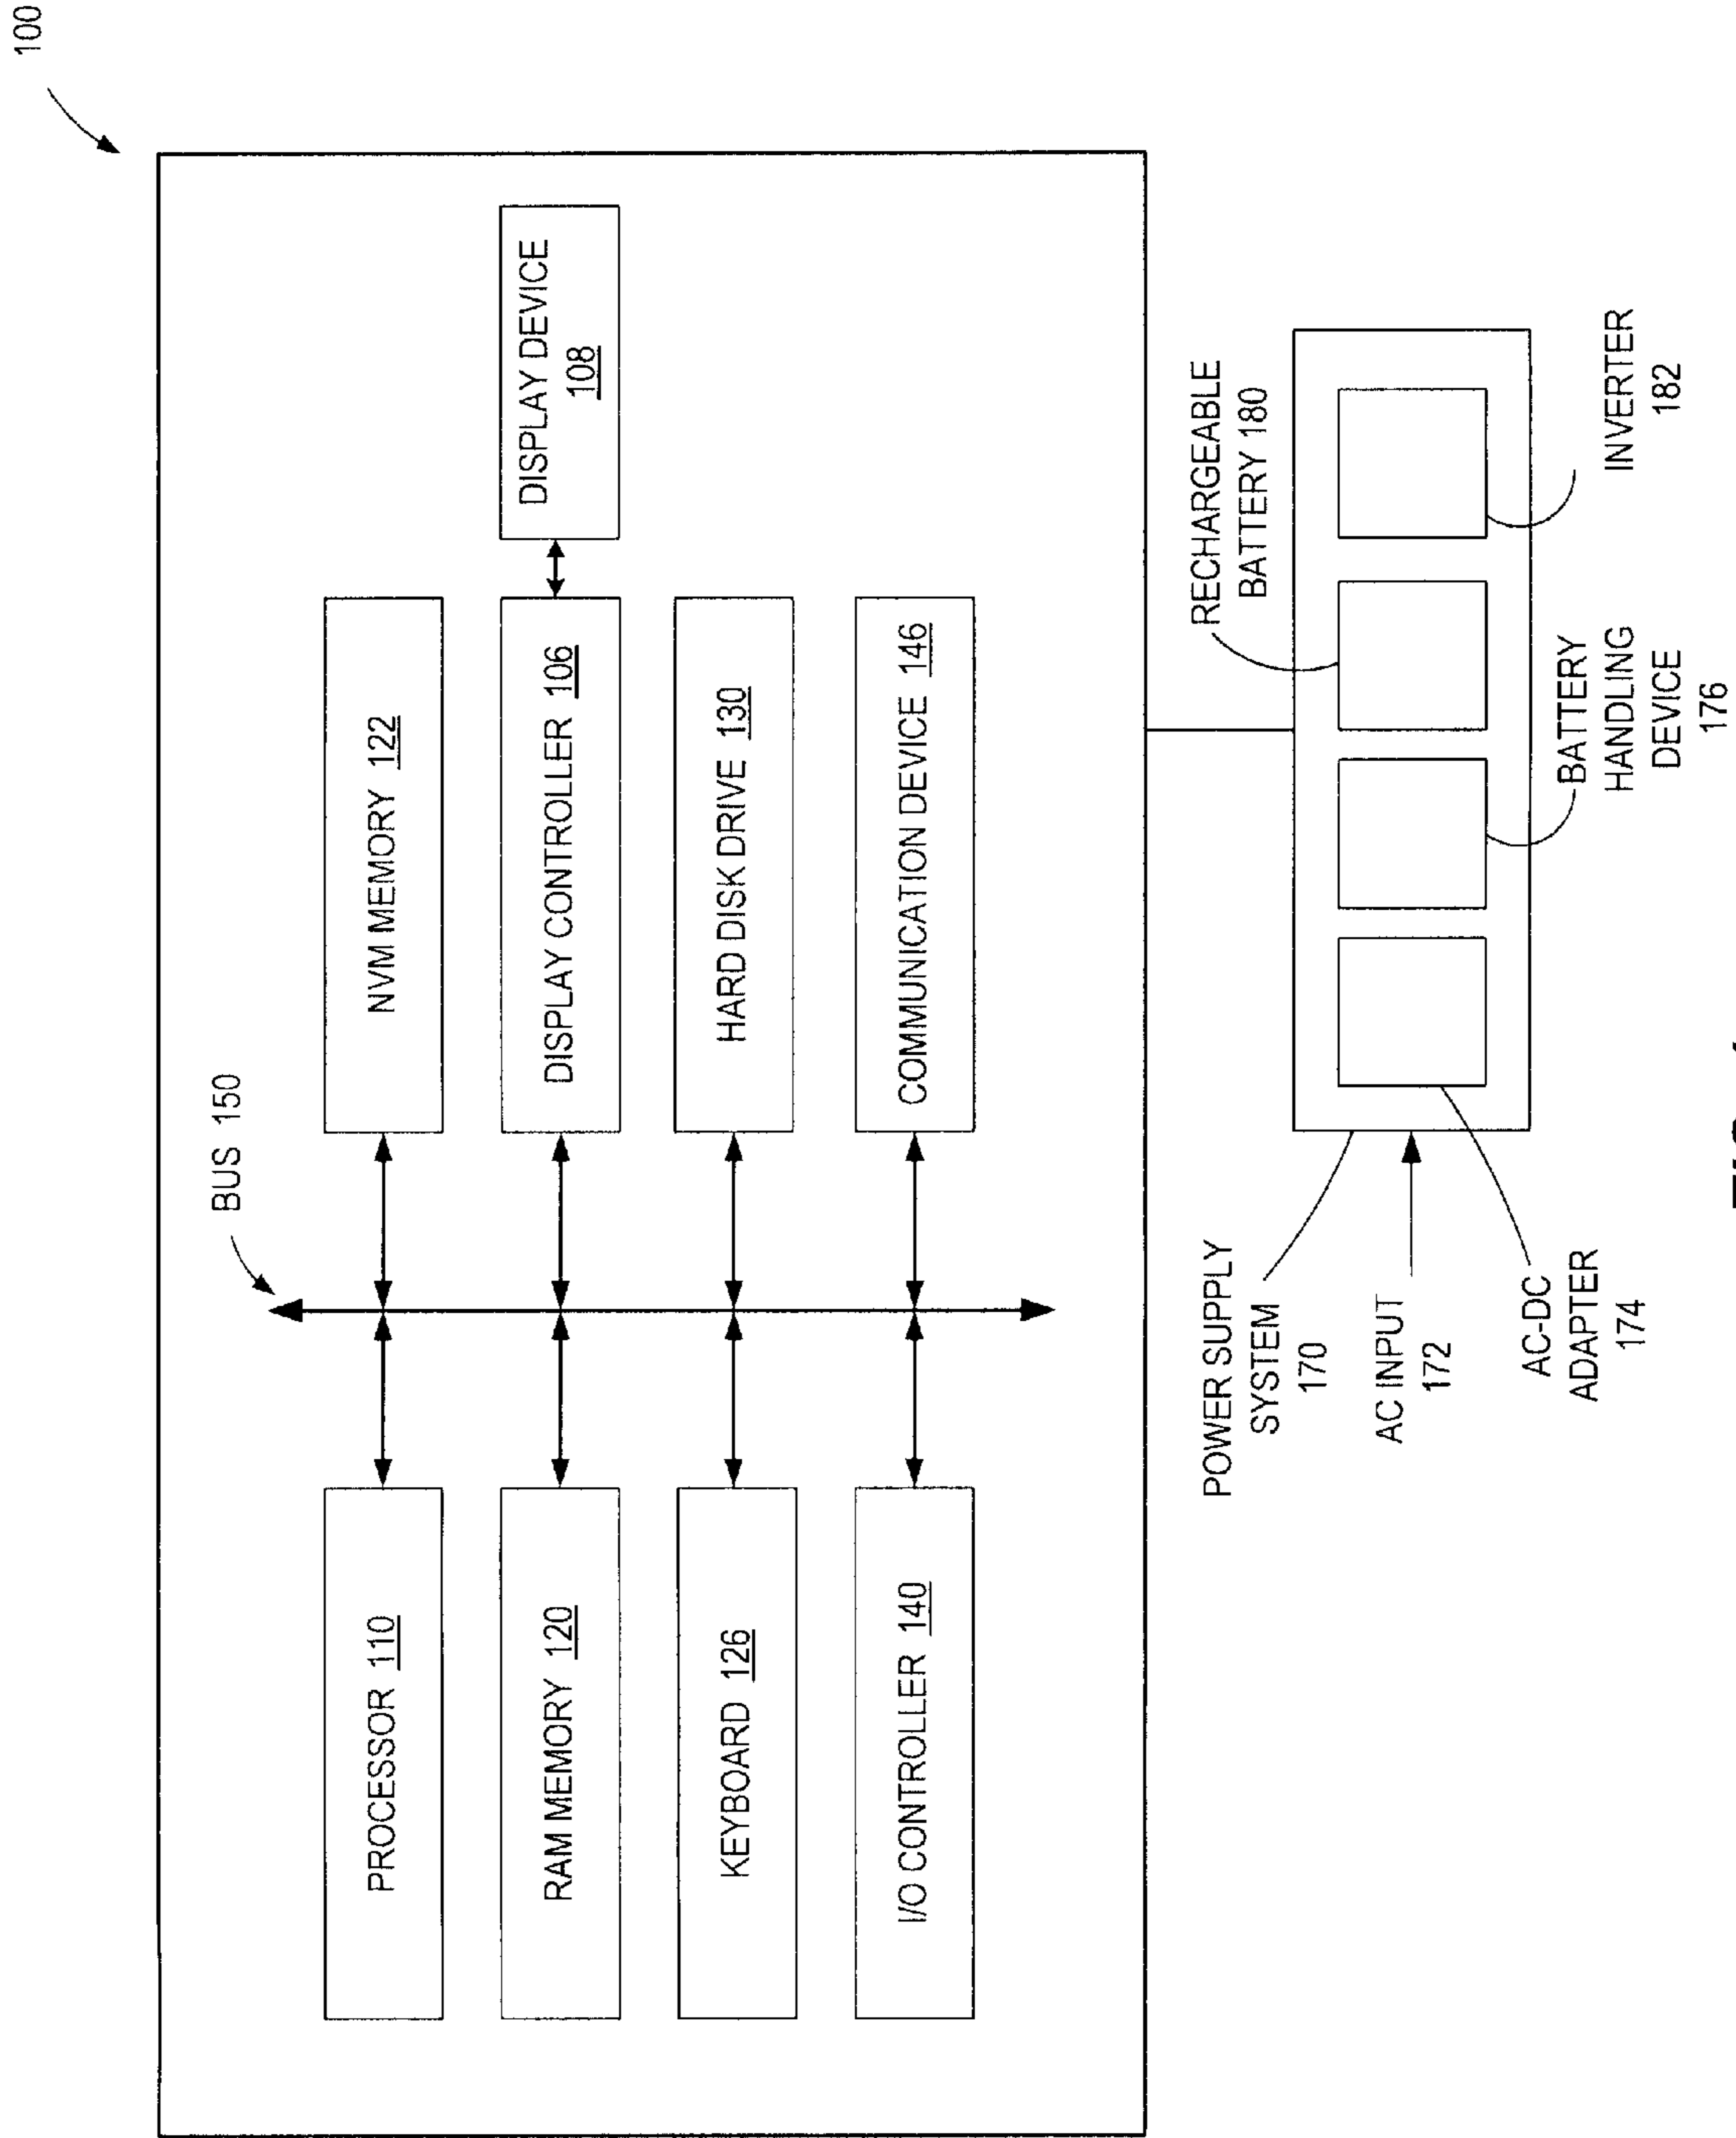 100
BUS 150
PROCESSOR 110
NVM MEMORY 122
RAM MEMORY 120
DISPLAY CONTROLLER 106
DISPLAY DEVICE
108
KEYBOARD 126
HARD DISK DRIVE 130
I/O CONTROLLER 140
COMMUNICATION DEVICE 146
POWER SUPPLY
SYSTEM
170
AC INPUT
172
AC-DC
ADAPTER
174
RECHARGEABLE
BATTERY 180
BATTERY
HANDLING
DEVICE
176
INVERTER
182